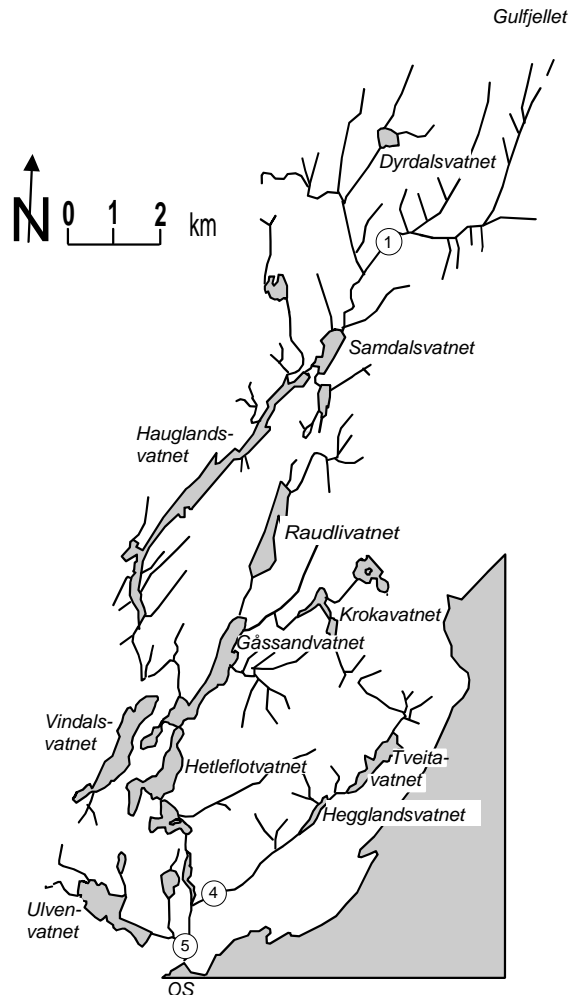 Gulfjellet
Dyrdalsvatnet
N 0 1 2 km
1
Samdalsvatnet
Hauglands-
vatnet
Raudlivatnet
Krokavatnet
Gåssandvatnet
Vindals-
vatnet
Hetleflotvatnet
Tveita-
vatnet
Hegglandsvatnet
4
Ulven-
vatnet
5
OS